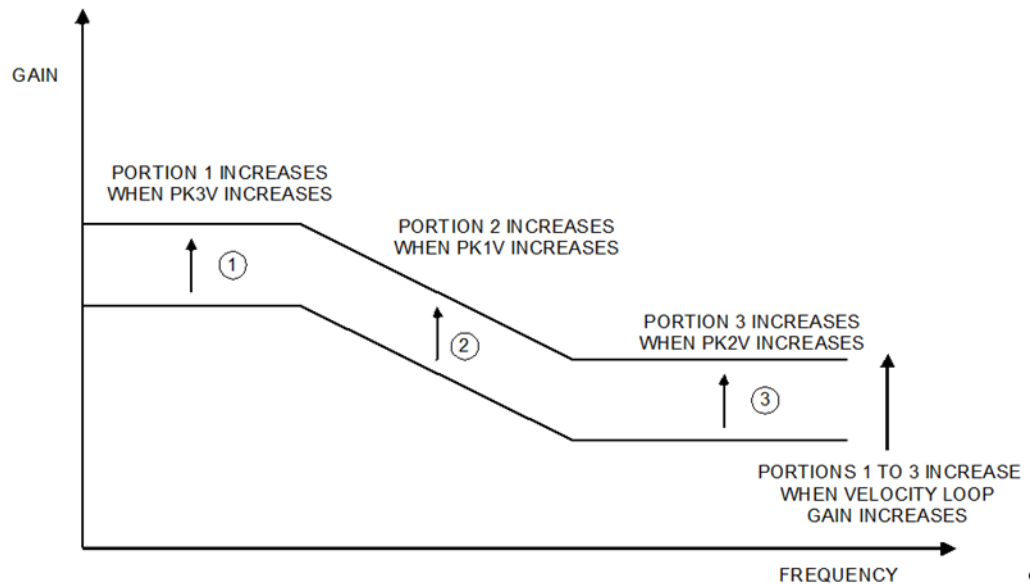 GAIN
PORTION 1 INCREASES
WHEN PK3V INCREASES
PORTION 2 INCREASES
WHEN PK1V INCREASES
1
PORTION 3 INCREASES
WHEN PK2V INCREASES
2
3
PORTIONS 1 TO 3 INCREASE
WHEN VELOCITY LOOP
GAIN INCREASES
FREQUENCY